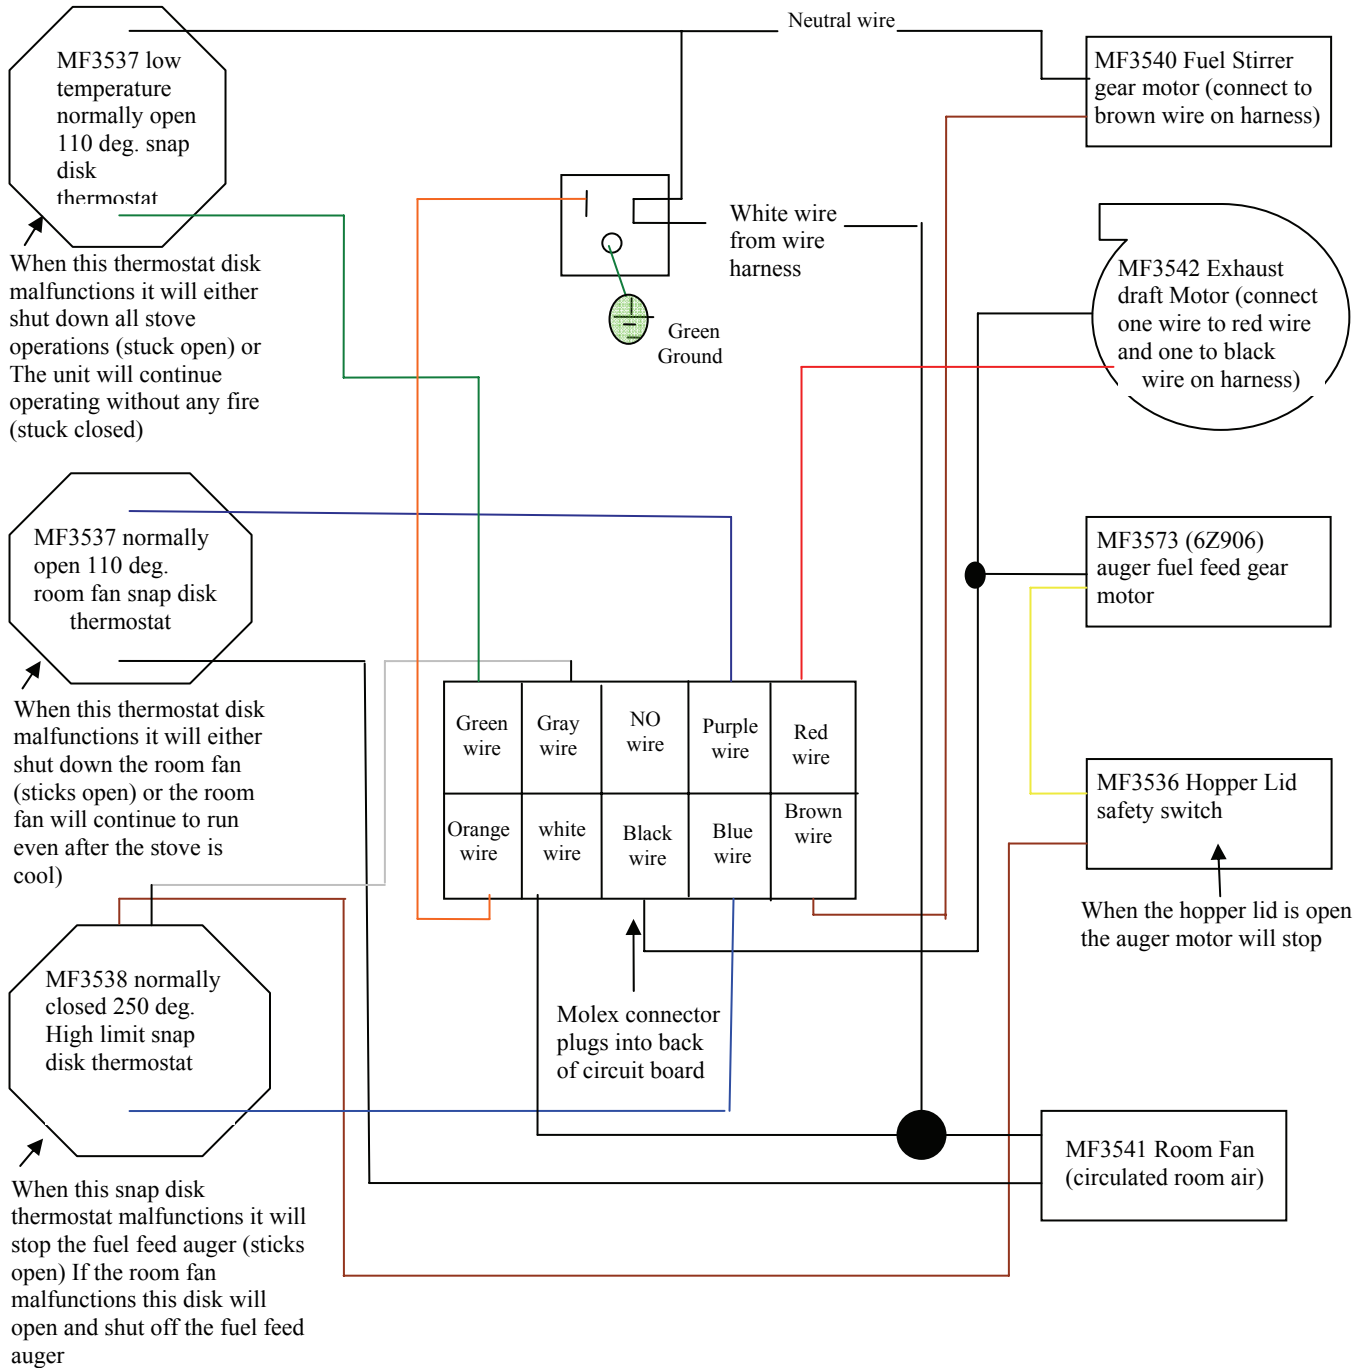 Neutral wire
MF3537 low
temperature
normally open
110 deg. snap
disk
thermostat
MF3540 Fuel Stirrer
gear motor (connect to
brown wire on harness)
White wire
from wire
harness
Green
Ground
When this thermostat disk
malfunctions it will either
shut down all stove
operations (stuck open) or
The unit will continue
operating without any fire
(stuck closed)
MF3542 Exhaust
draft Motor (connect
one wire to red wire
and one to black
wire on harness)
MF3537 normally
open 110 deg.
room fan snap disk
thermostat
MF3573 (6Z906)
auger fuel feed gear
motor
When this thermostat disk
malfunctions it will either
shut down the room fan
(sticks open) or the room
fan will continue to run
even after the stove is
cool)
Green
wire
Gray
wire
NO
wire
Purple
wire
Red
wire
Orange
wire
white
wire
Black
wire
Blue
wire
Brown
wire
MF3536 Hopper Lid
safety switch
When the hopper lid is open
the auger motor will stop
MF3538 normally
closed 250 deg.
High limit snap
disk thermostat
Molex connector
plugs into back
of circuit board
MF3541 Room Fan
(circulated room air)
When this snap disk
thermostat malfunctions it will
stop the fuel feed auger (sticks
open) If the room fan
malfunctions this disk will
open and shut off the fuel feed
auger